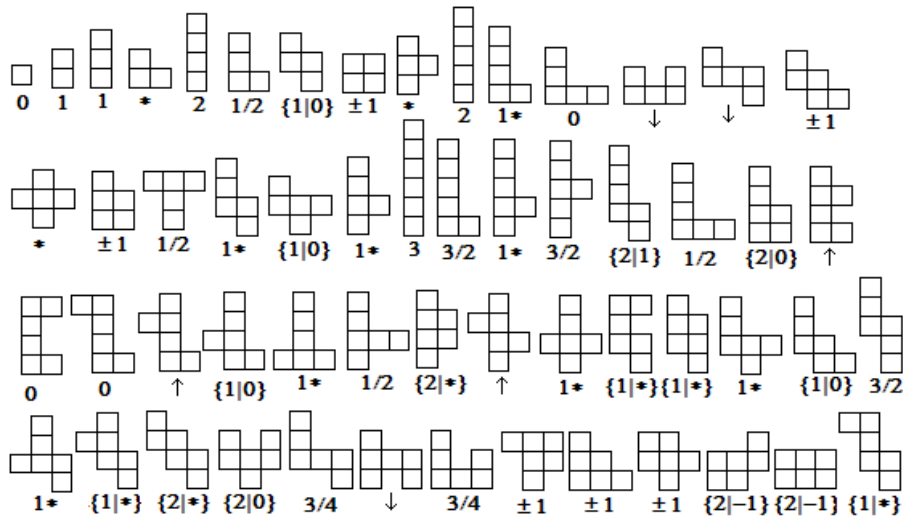 0 1 1 * 2 1/2 {1|0} ±1 * 2 1* 0 ↓ ↓ ±1
* ±1 1/2 1* {1|0} 1* 3 3/2 1* 3/2 {2|1} 1/2 {2|0} ↑
0 0 ↑ {1|0} 1* 1/2 {2|*} ↑ 1* {1|*} {1|*} 1* {1|0} 3/2
1* {1|*} {2|*} {2|0} 3/4 ↓ 3/4 ±1 ±1 ±1 {2|-1} {2|-1} {1|*}